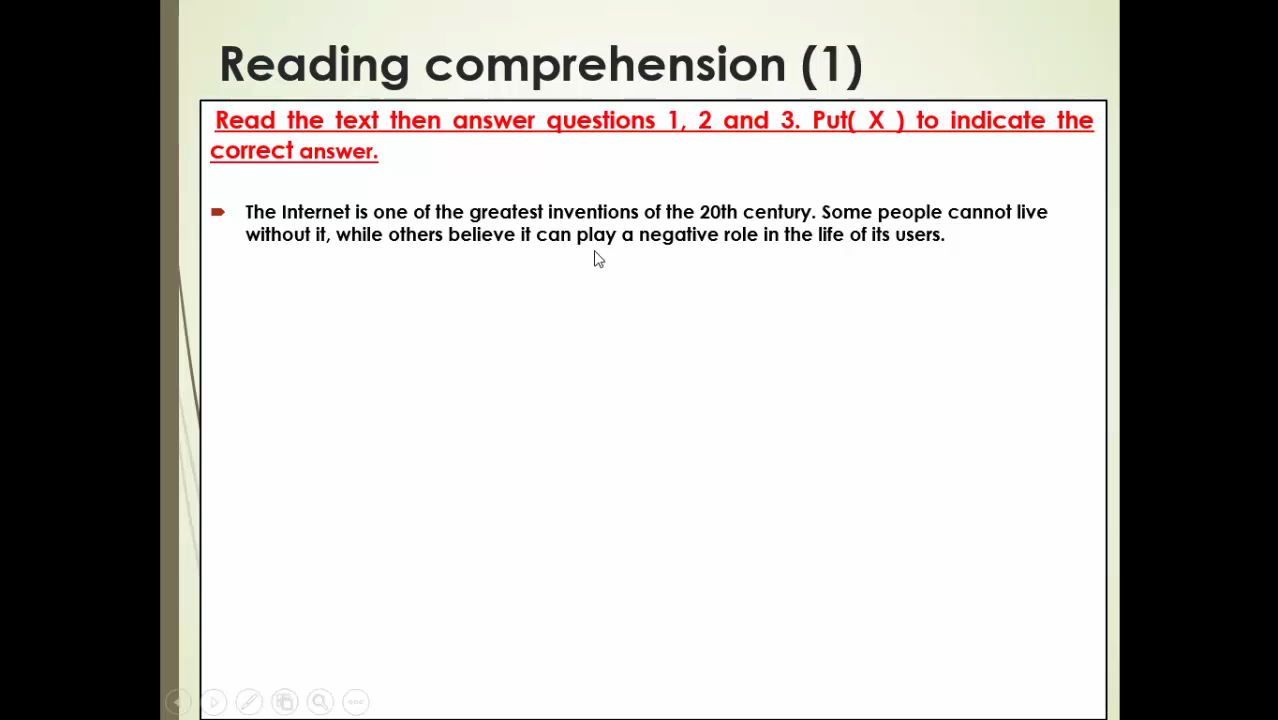 Reading comprehension (1)
Read the text then answer questions 1, 2 and 3. Put( X ) to indicate the
correct answer.
The Internet is one of the greatest inventions of the 20th century. Some people cannot live
without it, while others believe it can play a negative role in the life of its users.